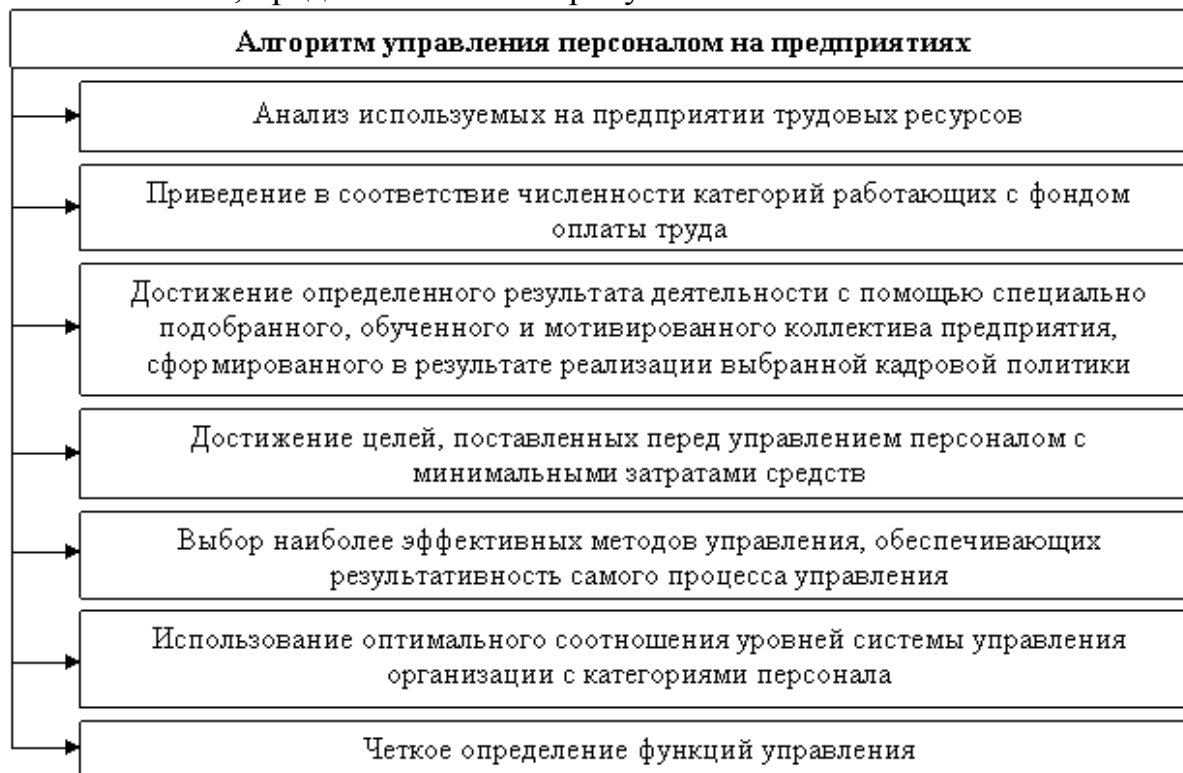 Алгоритм управления персоналом на предприятиях
Анализ используемых на предприятии трудовых ресурсов
Приведение в соответствие численности категорий работающих с фондом
оплаты труда
Достижение определенного результата деятельности с помощью специально
подобранного, обученного и мотивированного коллектива предприятия,
сформированного в результате реализации выбранной кадровой политики
Достижение целей, поставленных перед управлением персоналом с
минимальными затратами средств
Выбор наиболее эффективных методов управления, обеспечивающих
результативность самого процесса управления
Использование оптимального соотношения уровней системы управления
организации с категориями персонала
Четкое определение функций управления